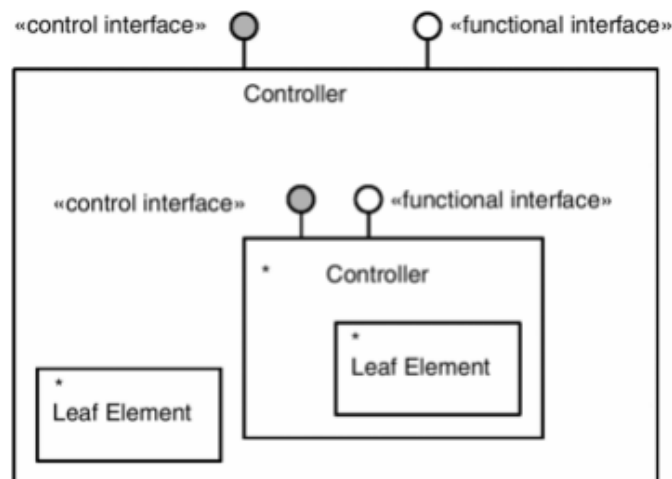 «control interface» «functional interface»
Controller
«control interface» «functional interface»
* Controller
*
Leaf Element
*
Leaf Element